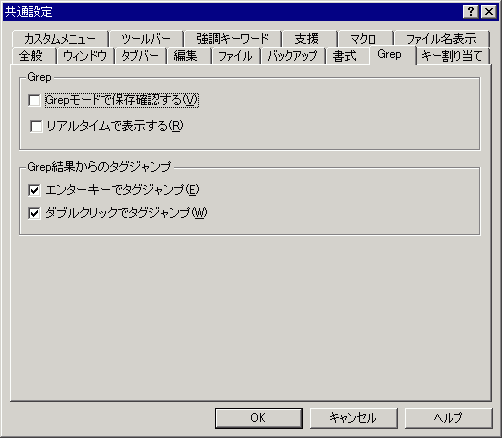 共通設定
カスタムメニュー ツールバー 強調キーワード 支援 マクロ ファイル名表示
全般 ウィンドウ タブバー 編集 ファイル バックアップ 書式 Grep キー割り当て
Grep
Grepモードで保存確認する(V)
リアルタイムで表示する(R)
Grep結果からのタグジャンプ
エンターキーでタグジャンプ(E)
ダブルクリックでタグジャンプ(W)
OK キャンセル ヘルプ